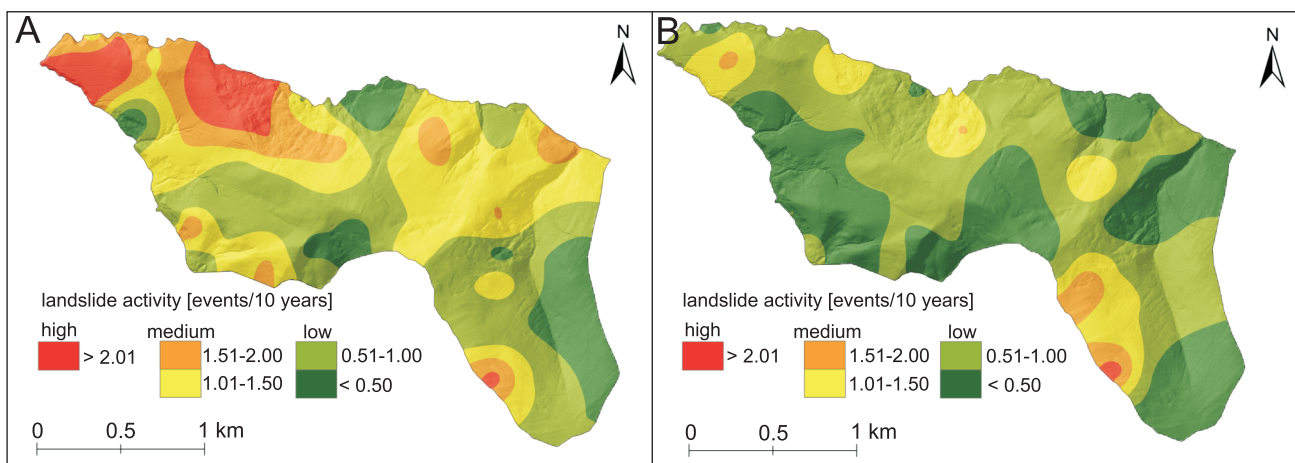 A
N
landslide activity [events/10 years]
high medium low
> 2.01 1.51-2.00 0.51-1.00
1.01-1.50 < 0.50
0 0.5 1 km
B
N
landslide activity [events/10 years]
high medium low
> 2.01 1.51-2.00 0.51-1.00
1.01-1.50 < 0.50
0 0.5 1 km